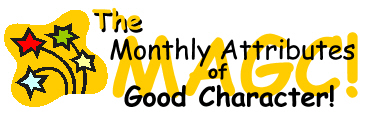 The
Monthly Attributes
of
MAGC!
Good Character!